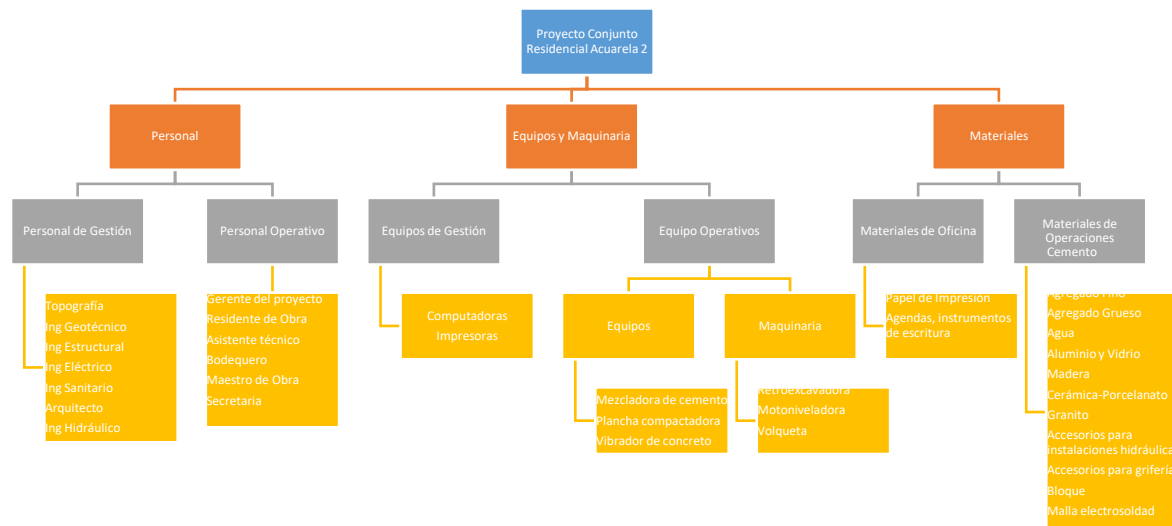 Proyecto Conjunto
Residencial Acuarela 2
Personal
Equipos y Maquinaria
Materiales
Personal de Gestión
Personal Operativo
Equipos de Gestión
Equipo Operativos
Materiales de Oficina
Materiales de
Operaciones
Cemento
Topografía
Ing Geotécnico
Ing Estructural
Ing Eléctrico
Ing Sanitario
Arquitecto
Ing Hidráulico
Gerente del proyecto
Residente de Obra
Asistente técnico
Bodequero
Maestro de Obra
Secretaria
Computadoras
Impresoras
Equipos
Maquinaria
Mezcladora de cemento
Plancha compactadora
Vibrador de concreto
Retroexcavadora
Motoniveladora
Volqueta
Papel de Impresión
Agendas, instrumentos
de escritura
Agregado Fino
Agregado Grueso
Agua
Aluminio y Vidrio
Madera
Cerámica-Porcelanato
Granito
Accesorios para
instalaciones hidráulica
Accesorios para grifería
Bloque
Malla electrosoldad